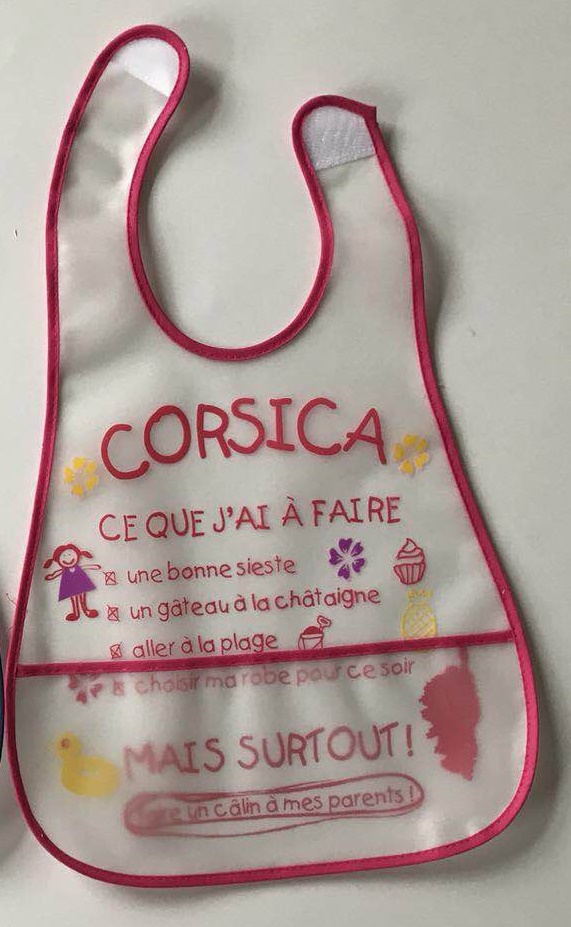 CORSICA
CE QUE J'AI À FAIRE
une bonne sieste
un gâteau à la châtaigne
aller à la plage
choisir ma robe pour ce soir
MAIS SURTOUT!
un câlin à mes parents !